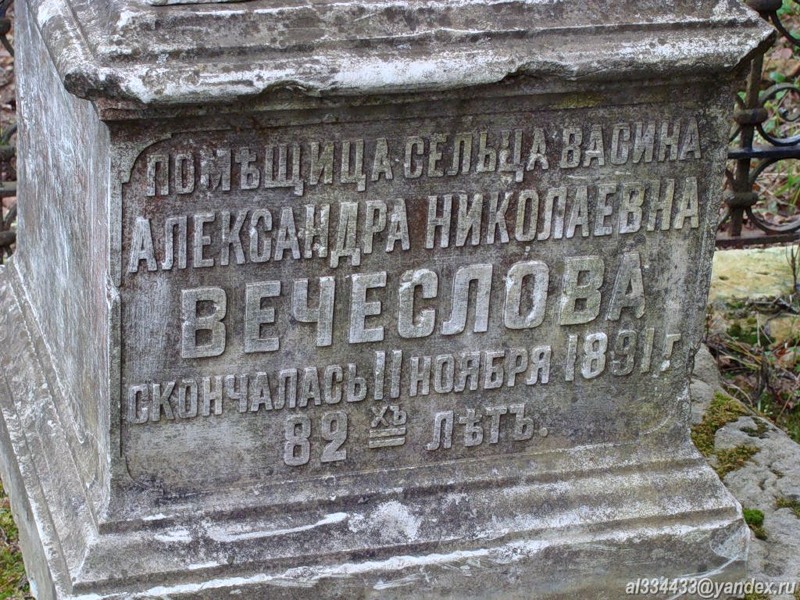 ПОМѢЩИЦА СЕЛЬЦА ВАСИНА
АЛЕКСАНДРА НИКОЛАЕВНА
ВЕЧЕСЛОВА
СКОНЧАЛАСЬ 11 НОЯБРЯ 1891 Г.
82 ХЪ ЛѢТЪ.
al334433@yandex.ru